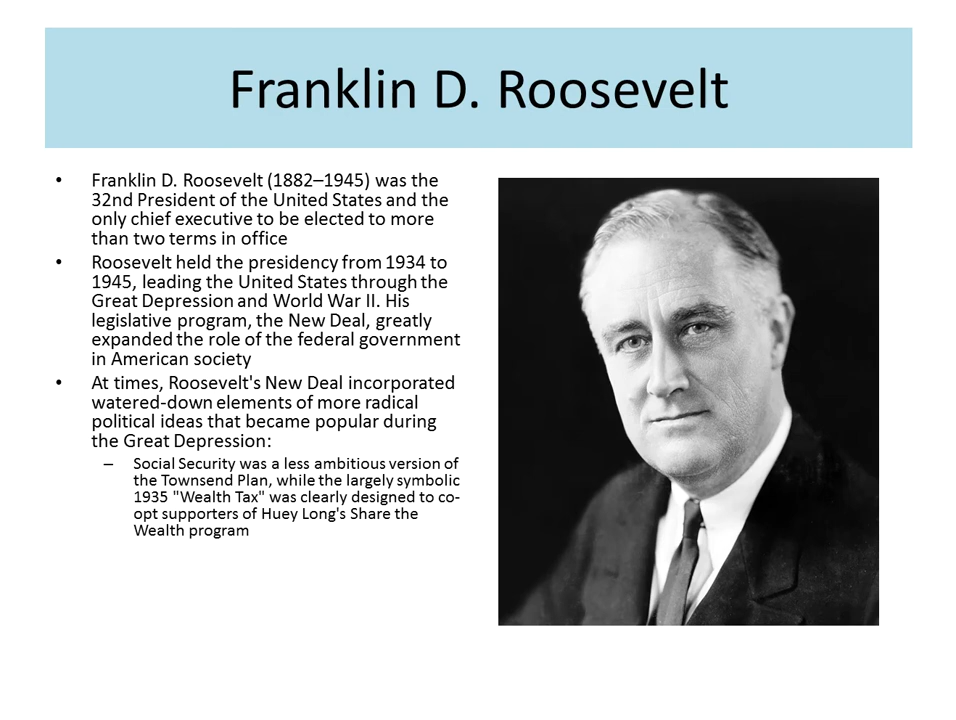 Franklin D. Roosevelt
• Franklin D. Roosevelt (1882–1945) was the
32nd President of the United States and the
only chief executive to be elected to more
than two terms in office
• Roosevelt held the presidency from 1934 to
1945, leading the United States through the
Great Depression and World War II. His
legislative program, the New Deal, greatly
expanded the role of the federal government
in American society
• At times, Roosevelt's New Deal incorporated
watered-down elements of more radical
political ideas that became popular during
the Great Depression:
– Social Security was a less ambitious version of
the Townsend Plan, while the largely symbolic
1935 "Wealth Tax" was clearly designed to co-
opt supporters of Huey Long's Share the
Wealth program